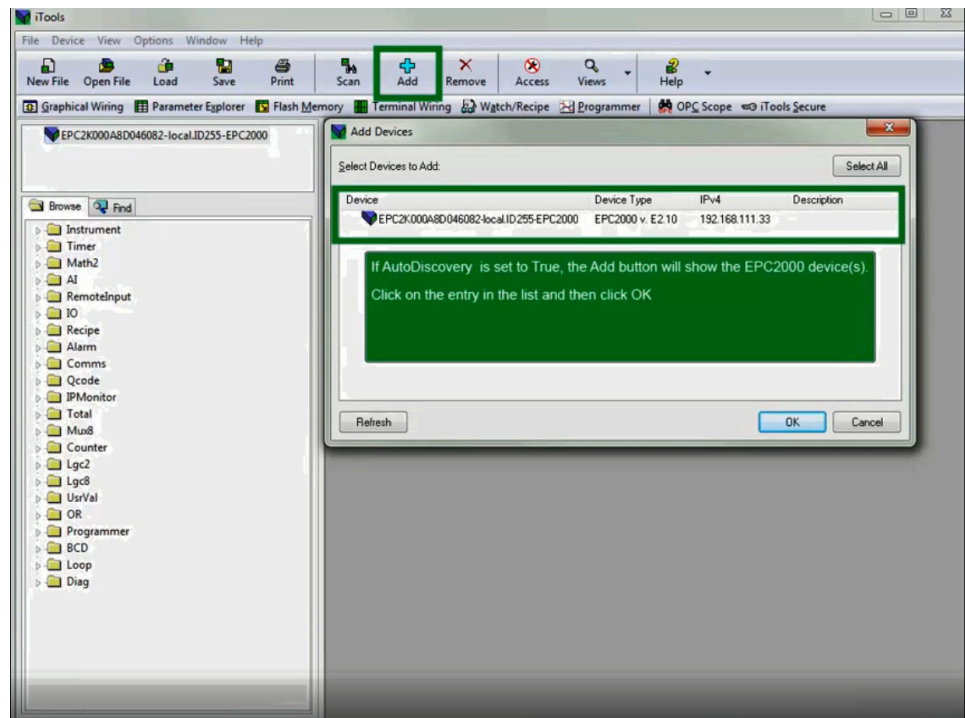 iTools
File Device View Options Window Help
New File Open File Load Save Print Scan Add Remove Access Views Help
Graphical Wiring Parameter Explorer Flash Memory Terminal Wiring Watch/Recipe Programmer OPC Scope iTools Secure
EPC2K000A8D046082-local.ID255-EPC2000
Browse Find
Instrument
Timer
Math2
AI
RemoteInput
IO
Recipe
Alarm
Comms
Qcode
IPMonitor
Total
Mux8
Counter
Lgc2
Lgc8
UsrVal
OR
Programmer
BCD
Loop
Diag
Add Devices
Select Devices to Add:
Select All
Device Device Type IPv4 Description
EPC2K000A8D046082-local.ID255-EPC2000 EPC2000 v. E2.10 192.168.111.33
If AutoDiscovery is set to True, the Add button will show the EPC2000 device(s).
Click on the entry in the list and then click OK
Refresh OK Cancel